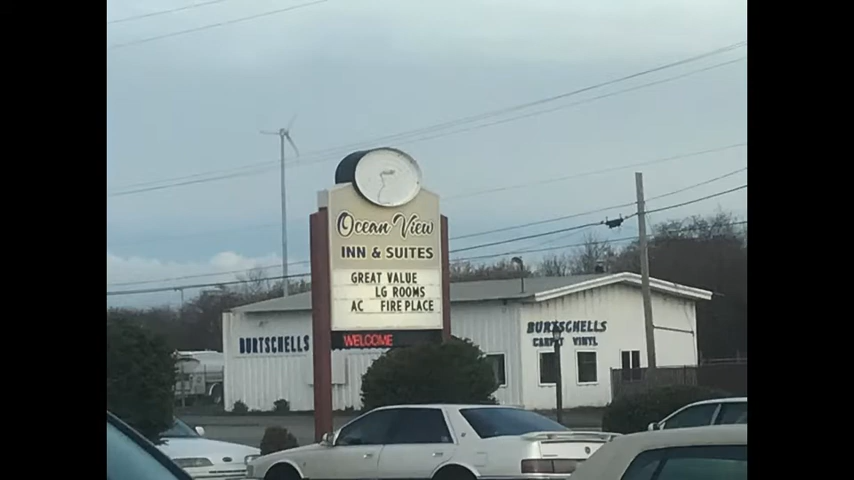 Ocean View
INN & SUITES
GREAT VALUE
LG ROOMS
AC FIRE PLACE
WELCOME
BURTSCHELLS
BURTSCHELLS
CARPET VINYL